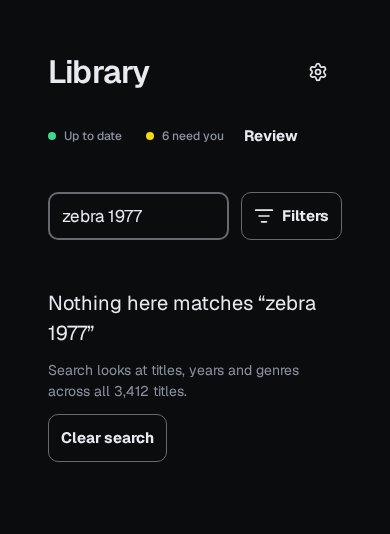 Library
Up to date
6 need you
Review
zebra 1977
Filters
Nothing here matches “zebra
1977”
Search looks at titles, years and genres
across all 3,412 titles.
Clear search